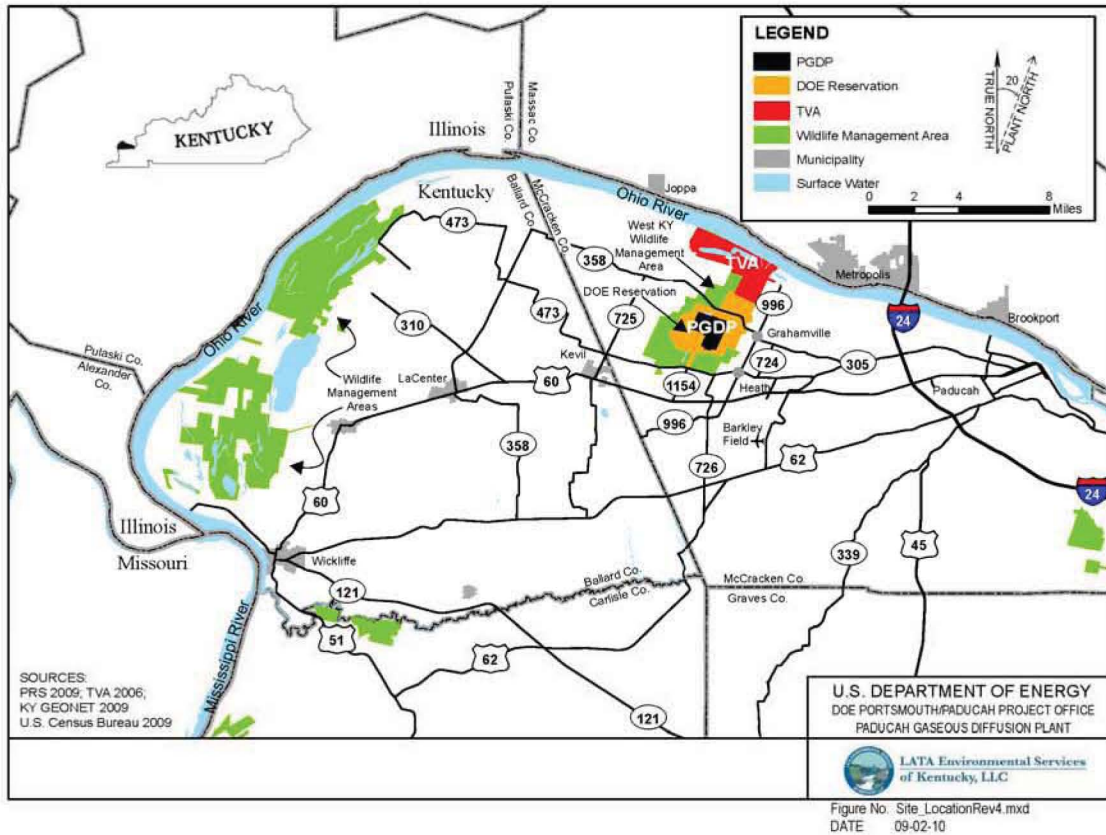 LEGEND
PGDP
DOE Reservation
TVA
Wildlife Management Area
Municipality
Surface Water
TRUE NORTH
20
PLANT NORTH
0 2 4 8
Miles
KENTUCKY
Pulaski Co.
Massac Co.
Illinois
Kentucky
Ballard Co.
McCracken Co.
Ohio River
Joppa
West KY
Wildlife
Management
Area
TVA
DOE Reservation
PGDP
Metropolis
Brookport
24
473
358
473
725
996
Grahamville
310
Kevil
724
305
Heath
1154
Paducah
Ohio River
Pulaski Co.
Alexander
Co.
Wildlife
Management
Areas
LaCenter
60
996
Barkley
Field
358
726
62
24
60
Illinois
Missouri
Wickliffe
339
45
121
Ballard Co.
Carlisle Co.
McCracken Co.
Graves Co.
51
62
121
Mississippi River
SOURCES:
PRS 2009; TVA 2006;
KY GEONET 2009
U.S. Census Bureau 2009
U.S. DEPARTMENT OF ENERGY
DOE PORTSMOUTH/PADUCAH PROJECT OFFICE
PADUCAH GASEOUS DIFFUSION PLANT
LATA Environmental Services
of Kentucky, LLC
Figure No. Site_LocationRev4.mxd
DATE 09-02-10